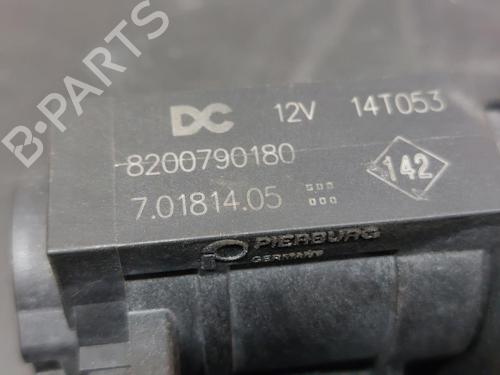 DC 12V 14T053
8200790180
7.01814.05
142
PIERBURG
GERMANY
B-PARTS